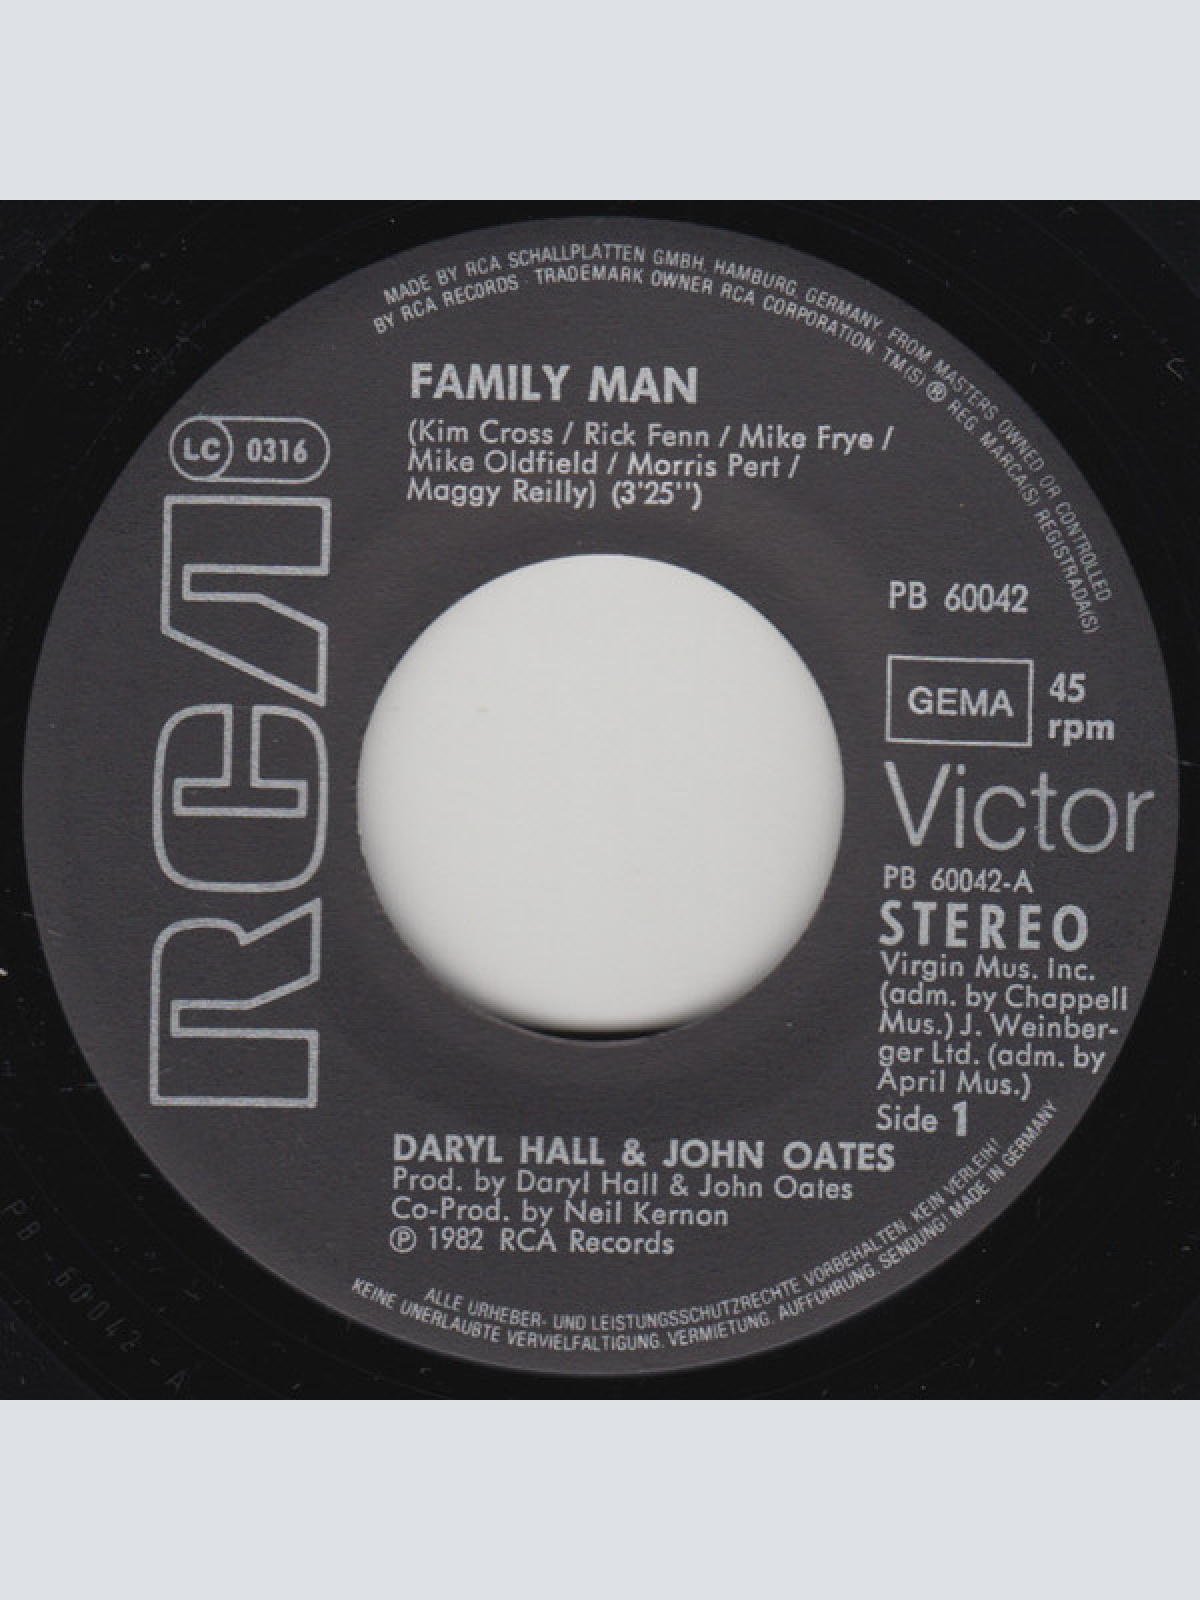 MADE BY RCA SCHALLPLATTEN GMBH, HAMBURG, GERMANY, FROM MASTERS OWNED OR CONTROLLED
BY RCA RECORDS · TRADEMARK OWNER RCA CORPORATION. TM(S) ® REG. MARCA(S) REGISTRADA(S)
FAMILY MAN
(Kim Cross / Rick Fenn / Mike Frye /
Mike Oldfield / Morris Pert /
Maggy Reilly) (3'25'')
LC 0316
RCA
PB 60042
GEMA
45
rpm
Victor
PB 60042-A
STEREO
Virgin Mus. Inc.
(adm. by Chappell
Mus.) J. Weinber-
ger Ltd. (adm. by
April Mus.)
Side 1
DARYL HALL & JOHN OATES
Prod. by Daryl Hall & John Oates
Co-Prod. by Neil Kernon
℗ 1982 RCA Records
ALLE URHEBER- UND LEISTUNGSSCHUTZRECHTE VORBEHALTEN. KEIN VERLEIH!
KEINE UNERLAUBTE VERVIELFÄLTIGUNG, VERMIETUNG, AUFFÜHRUNG, SENDUNG! MADE IN GERMANY
PB-60042-A